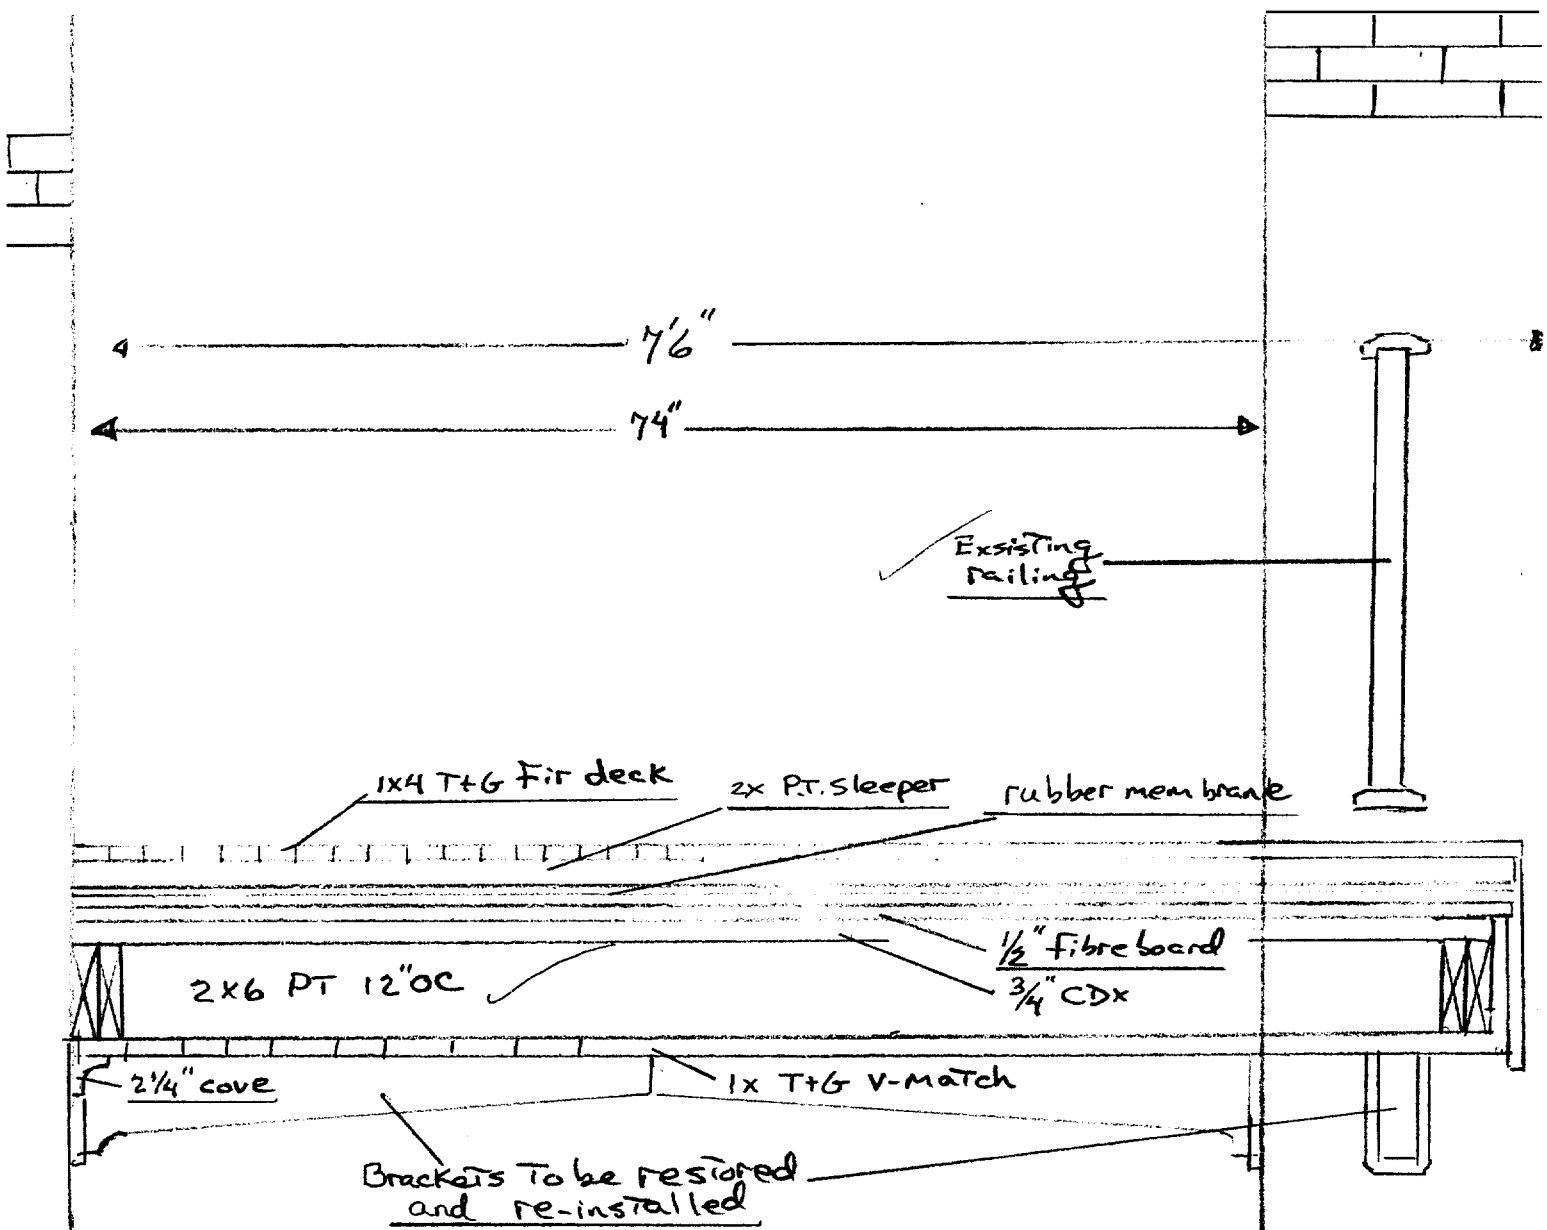 7'6"
74"
Exsisting
railing
1x4 T+G Fir deck
2x P.T. Sleeper
rubber membrane
1/2" fibreboard
3/4" CDX
2x6 PT 12"OC
2 1/4" cove
1x T+G V-Match
Brackets To be restored
and re-installed